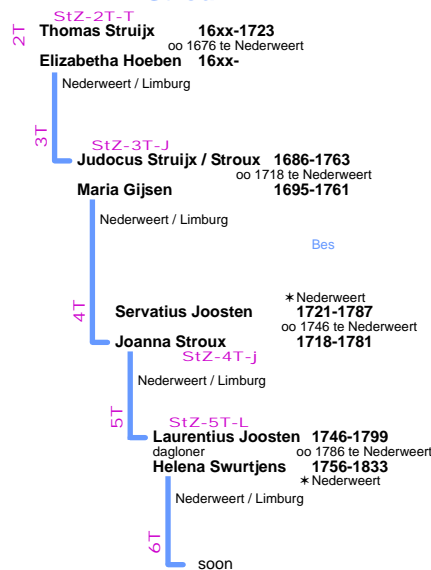 StZ-2T-T
2T
Thomas Struijx 16xx-1723
oo 1676 te Nederweert
Elizabetha Hoeben 16xx-
Nederweert / Limburg
3T
StZ-3T-J
Judocus Struijx / Stroux 1686-1763
oo 1718 te Nederweert
Maria Gijsen 1695-1761
Nederweert / Limburg
Bes
4T
✶Nederweert
Servatius Joosten 1721-1787
oo 1746 te Nederweert
Joanna Stroux 1718-1781
StZ-4T-j
Nederweert / Limburg
5T
StZ-5T-L
Laurentius Joosten 1746-1799
dagloner oo 1786 te Nederweert
Helena Swurtjens 1756-1833
✶Nederweert
Nederweert / Limburg
6T
soon